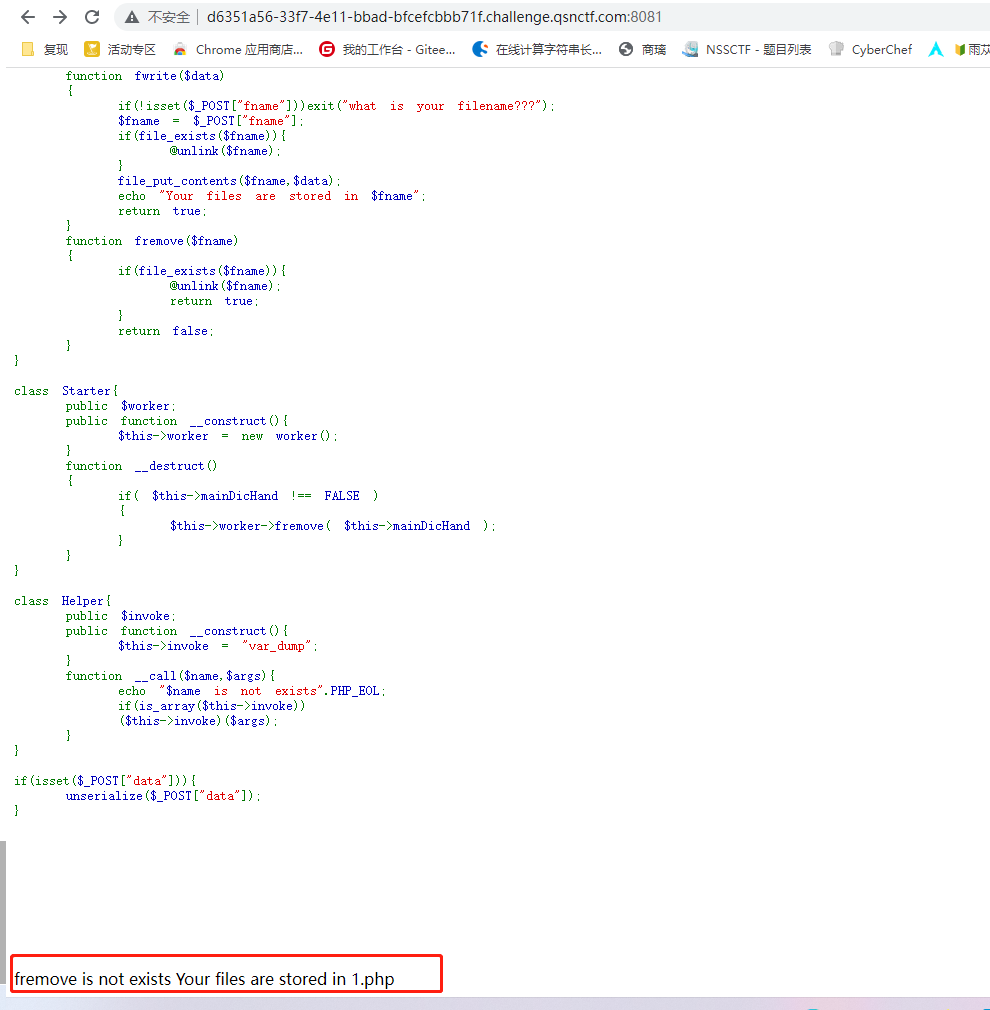 不安全 d6351a56-33f7-4e11-bbad-bfcefcbbb71f.challenge.qsnctf.com:8081
复现 活动专区 Chrome 应用商店... 我的工作台 - Gitee... 在线计算字符串长... 商璃 NSSCTF - 题目列表 CyberChef
function fwrite($data)
{
if(!isset($_POST["fname"]))exit("what is your filename???");
$fname = $_POST["fname"];
if(file_exists($fname)){
@unlink($fname);
}
file_put_contents($fname,$data);
echo "Your files are stored in $fname";
return true;
}
function fremove($fname)
{
if(file_exists($fname)){
@unlink($fname);
return true;
}
return false;
}
}
class Starter{
public $worker;
public function __construct(){
$this->worker = new worker();
}
function __destruct()
{
if( $this->mainDicHand !== FALSE )
{
$this->worker->fremove( $this->mainDicHand );
}
}
}
class Helper{
public $invoke;
public function __construct(){
$this->invoke = "var_dump";
}
function __call($name,$args){
echo "$name is not exists".PHP_EOL;
if(is_array($this->invoke))
($this->invoke)($args);
}
}
if(isset($_POST["data"])){
unserialize($_POST["data"]);
}
fremove is not exists Your files are stored in 1.php